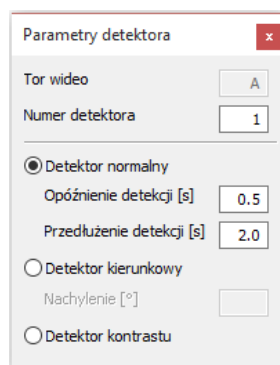 Parametry detektora x
Tor wideo A
Numer detektora 1
Detektor normalny
Opóźnienie detekcji [s] 0.5
Przedłużenie detekcji [s] 2.0
Detektor kierunkowy
Nachylenie [°]
Detektor kontrastu